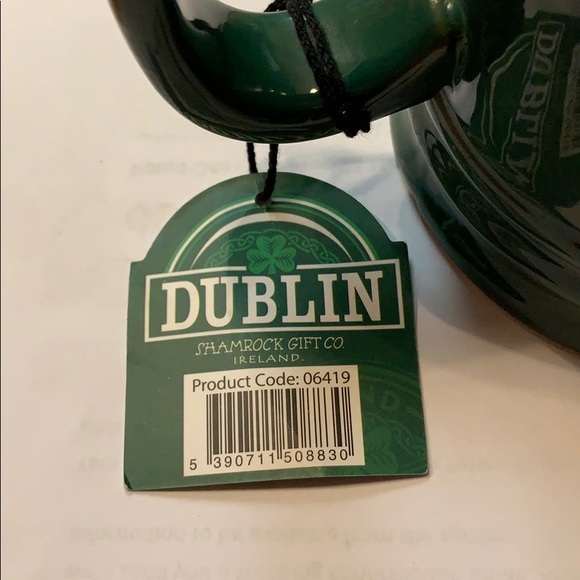 DUBLIN
SHAMROCK GIFT CO.
IRELAND.
Product Code: 06419
5 390711 508830